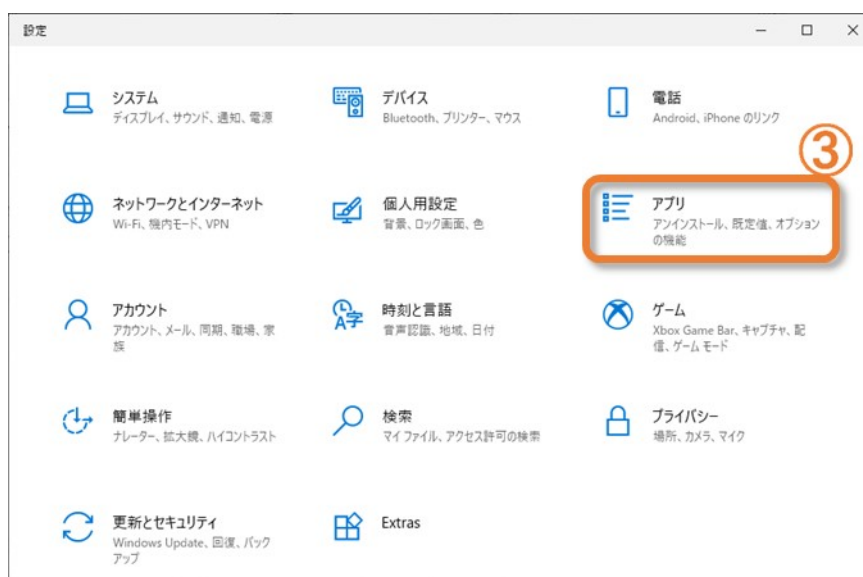 設定
システム
ディスプレイ、サウンド、通知、電源
デバイス
Bluetooth、プリンター、マウス
電話
Android、iPhone のリンク
③
ネットワークとインターネット
Wi-Fi、機内モード、VPN
個人用設定
背景、ロック画面、色
アプリ
アンインストール、既定値、オプション
の機能
アカウント
アカウント、メール、同期、職場、家
族
時刻と言語
音声認識、地域、日付
ゲーム
Xbox Game Bar、キャプチャ、配
信、ゲーム モード
簡単操作
ナレーター、拡大鏡、ハイコントラスト
検索
マイ ファイル、アクセス許可の検索
プライバシー
場所、カメラ、マイク
更新とセキュリティ
Windows Update、回復、バック
アップ
Extras